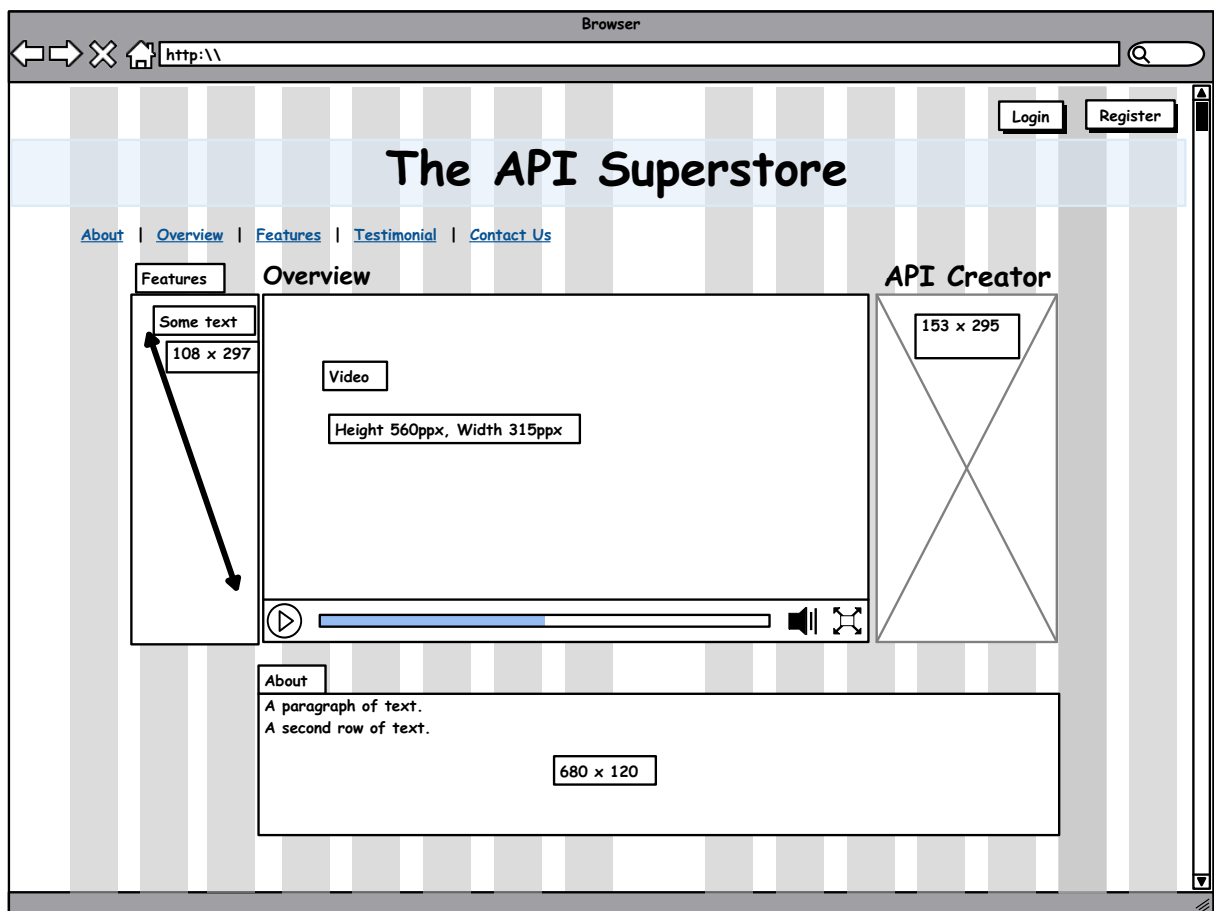 Browser
http:\\
Login Register
The API Superstore
About | Overview | Features | Testimonial | Contact Us
Features
Overview
API Creator
Some text
108 x 297
Video
Height 560ppx, Width 315ppx
153 x 295
About
A paragraph of text.
A second row of text.
680 x 120